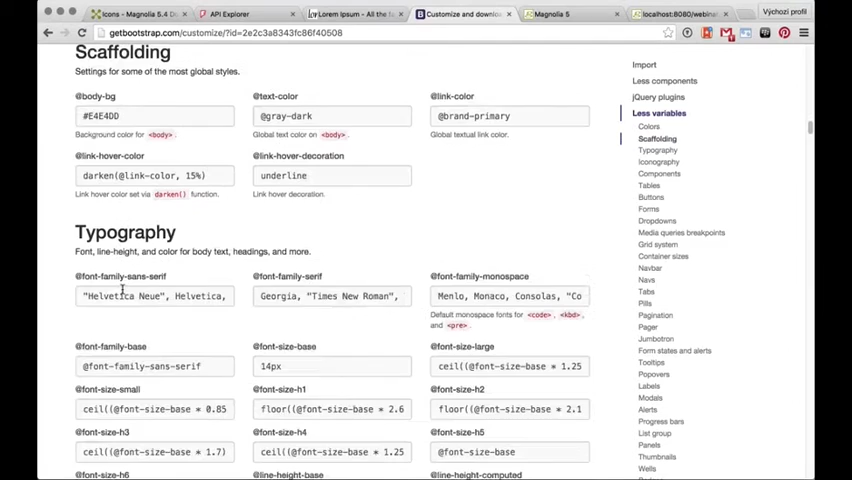 Icons - Magnolia 5.4 D
API Explorer
Lorem Ipsum - All the f
Customize and downlo
Magnolia 5
localhost:8080/webina
Výchozí profil
getbootstrap.com/customize/?id=2e2c3a8343fc86f40508
Scaffolding
Settings for some of the most global styles.
@body-bg
@text-color
@link-color
#E4E4DD
@gray-dark
@brand-primary
Background color for <body>.
Global text color on <body>.
Global textual link color.
@link-hover-color
@link-hover-decoration
darken(@link-color, 15%)
underline
Link hover color set via darken() function.
Link hover decoration.
Typography
Font, line-height, and color for body text, headings, and more.
@font-family-sans-serif
@font-family-serif
@font-family-monospace
"Helvetica Neue", Helvetica,
Georgia, "Times New Roman",
Menlo, Monaco, Consolas, "Co
Default monospace fonts for <code>, <kbd>,
and <pre>.
@font-family-base
@font-size-base
@font-size-large
@font-family-sans-serif
14px
ceil((@font-size-base * 1.25
@font-size-small
@font-size-h1
@font-size-h2
ceil((@font-size-base * 0.85
floor((@font-size-base * 2.6
floor((@font-size-base * 2.1
@font-size-h3
@font-size-h4
@font-size-h5
ceil((@font-size-base * 1.7)
ceil((@font-size-base * 1.25
@font-size-base
@font-size-h6
@line-height-base
@line-height-computed
Import
Less components
jQuery plugins
Less variables
Colors
Scaffolding
Typography
Iconography
Components
Tables
Buttons
Forms
Dropdowns
Media queries breakpoints
Grid system
Container sizes
Navbar
Navs
Tabs
Pills
Pagination
Pager
Jumbotron
Form states and alerts
Tooltips
Popovers
Labels
Modals
Alerts
Progress bars
List group
Panels
Thumbnails
Wells